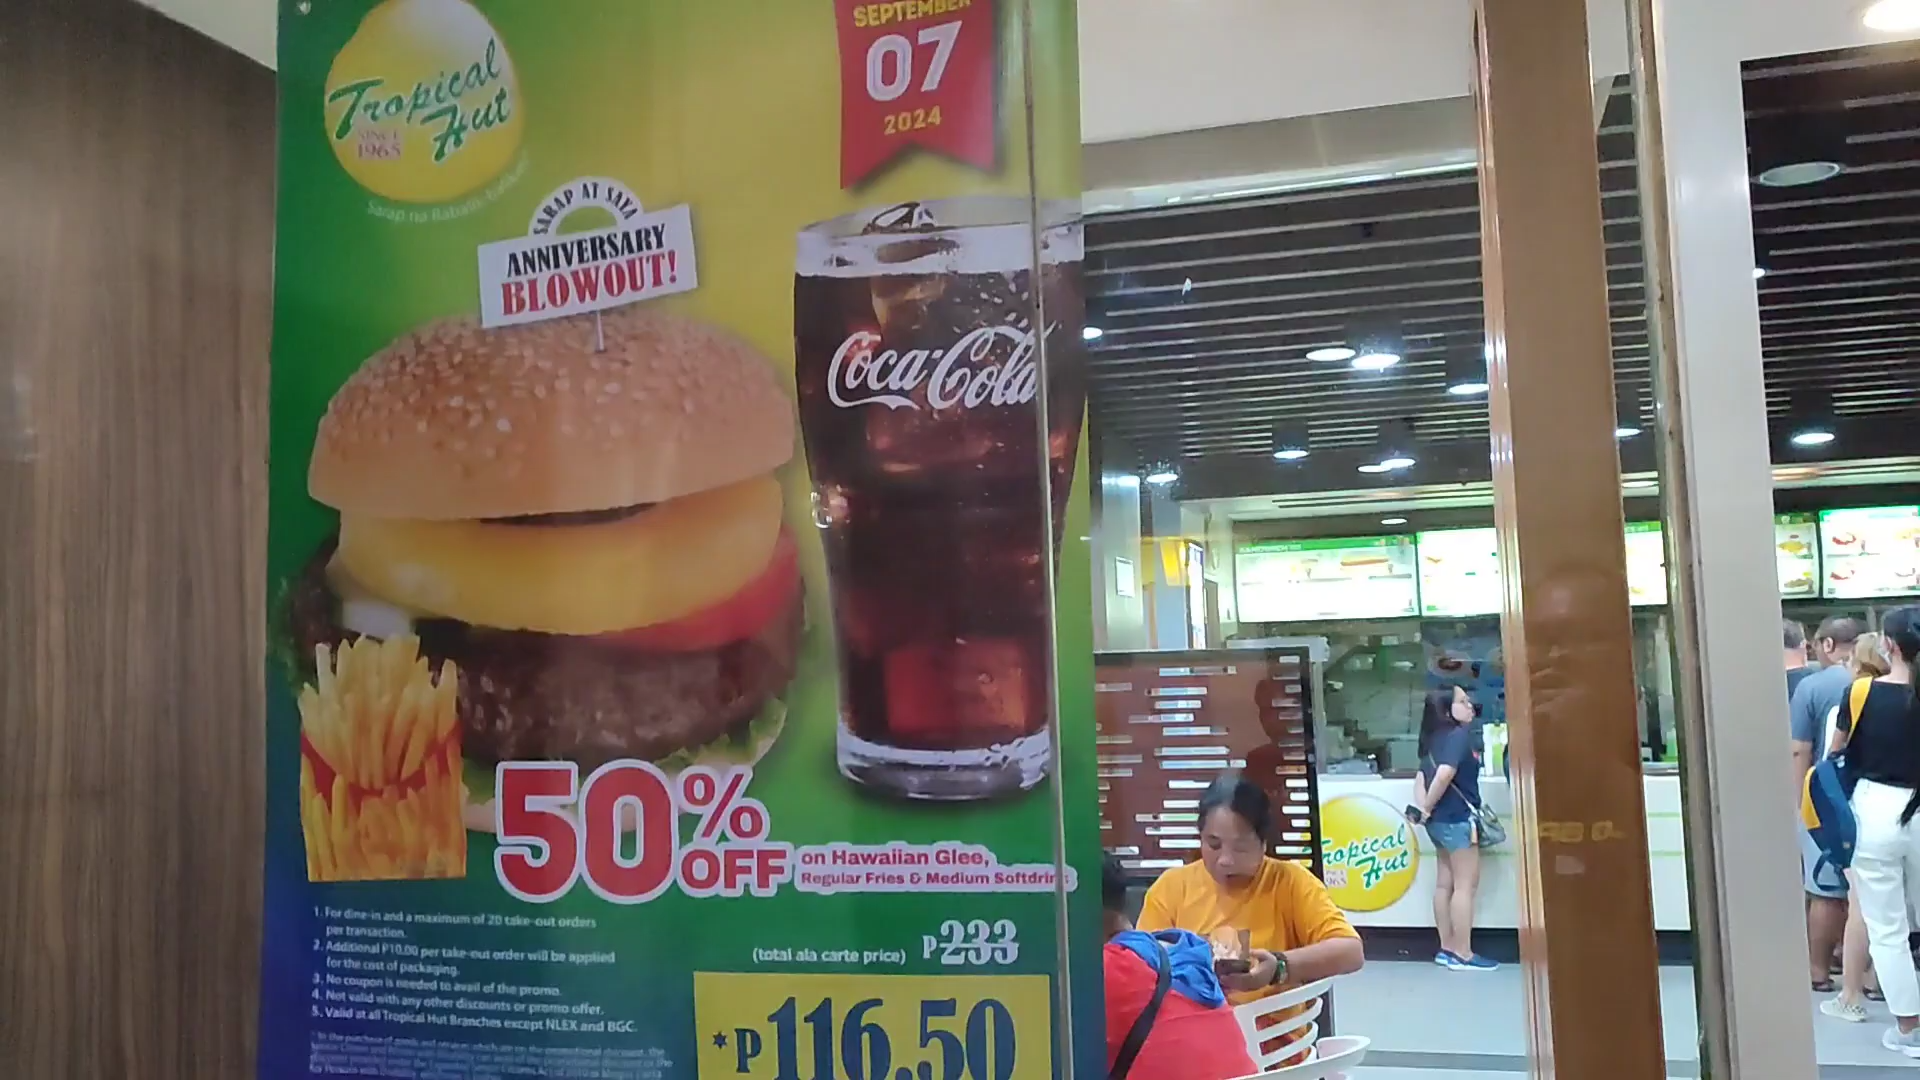 SEPTEMBER
07
2024
Tropical
Hut
SINCE
1965
Sarap na Babalik-balikan
SARAP AT SAYA
ANNIVERSARY
BLOWOUT!
Coca-Cola
50%
OFF
on Hawaiian Glee,
Regular Fries & Medium Softdrink
1. For dine-in and a maximum of 20 take-out orders
per transaction.
2. Additional P10.00 per take-out order will be applied
for the cost of packaging.
3. No coupon is needed to avail of the promo.
4. Not valid with any other discounts or promo offer.
5. Valid at all Tropical Hut Branches except NLEX and BGC.
(total ala carte price) P233
*P116.50
Tropical
Hut